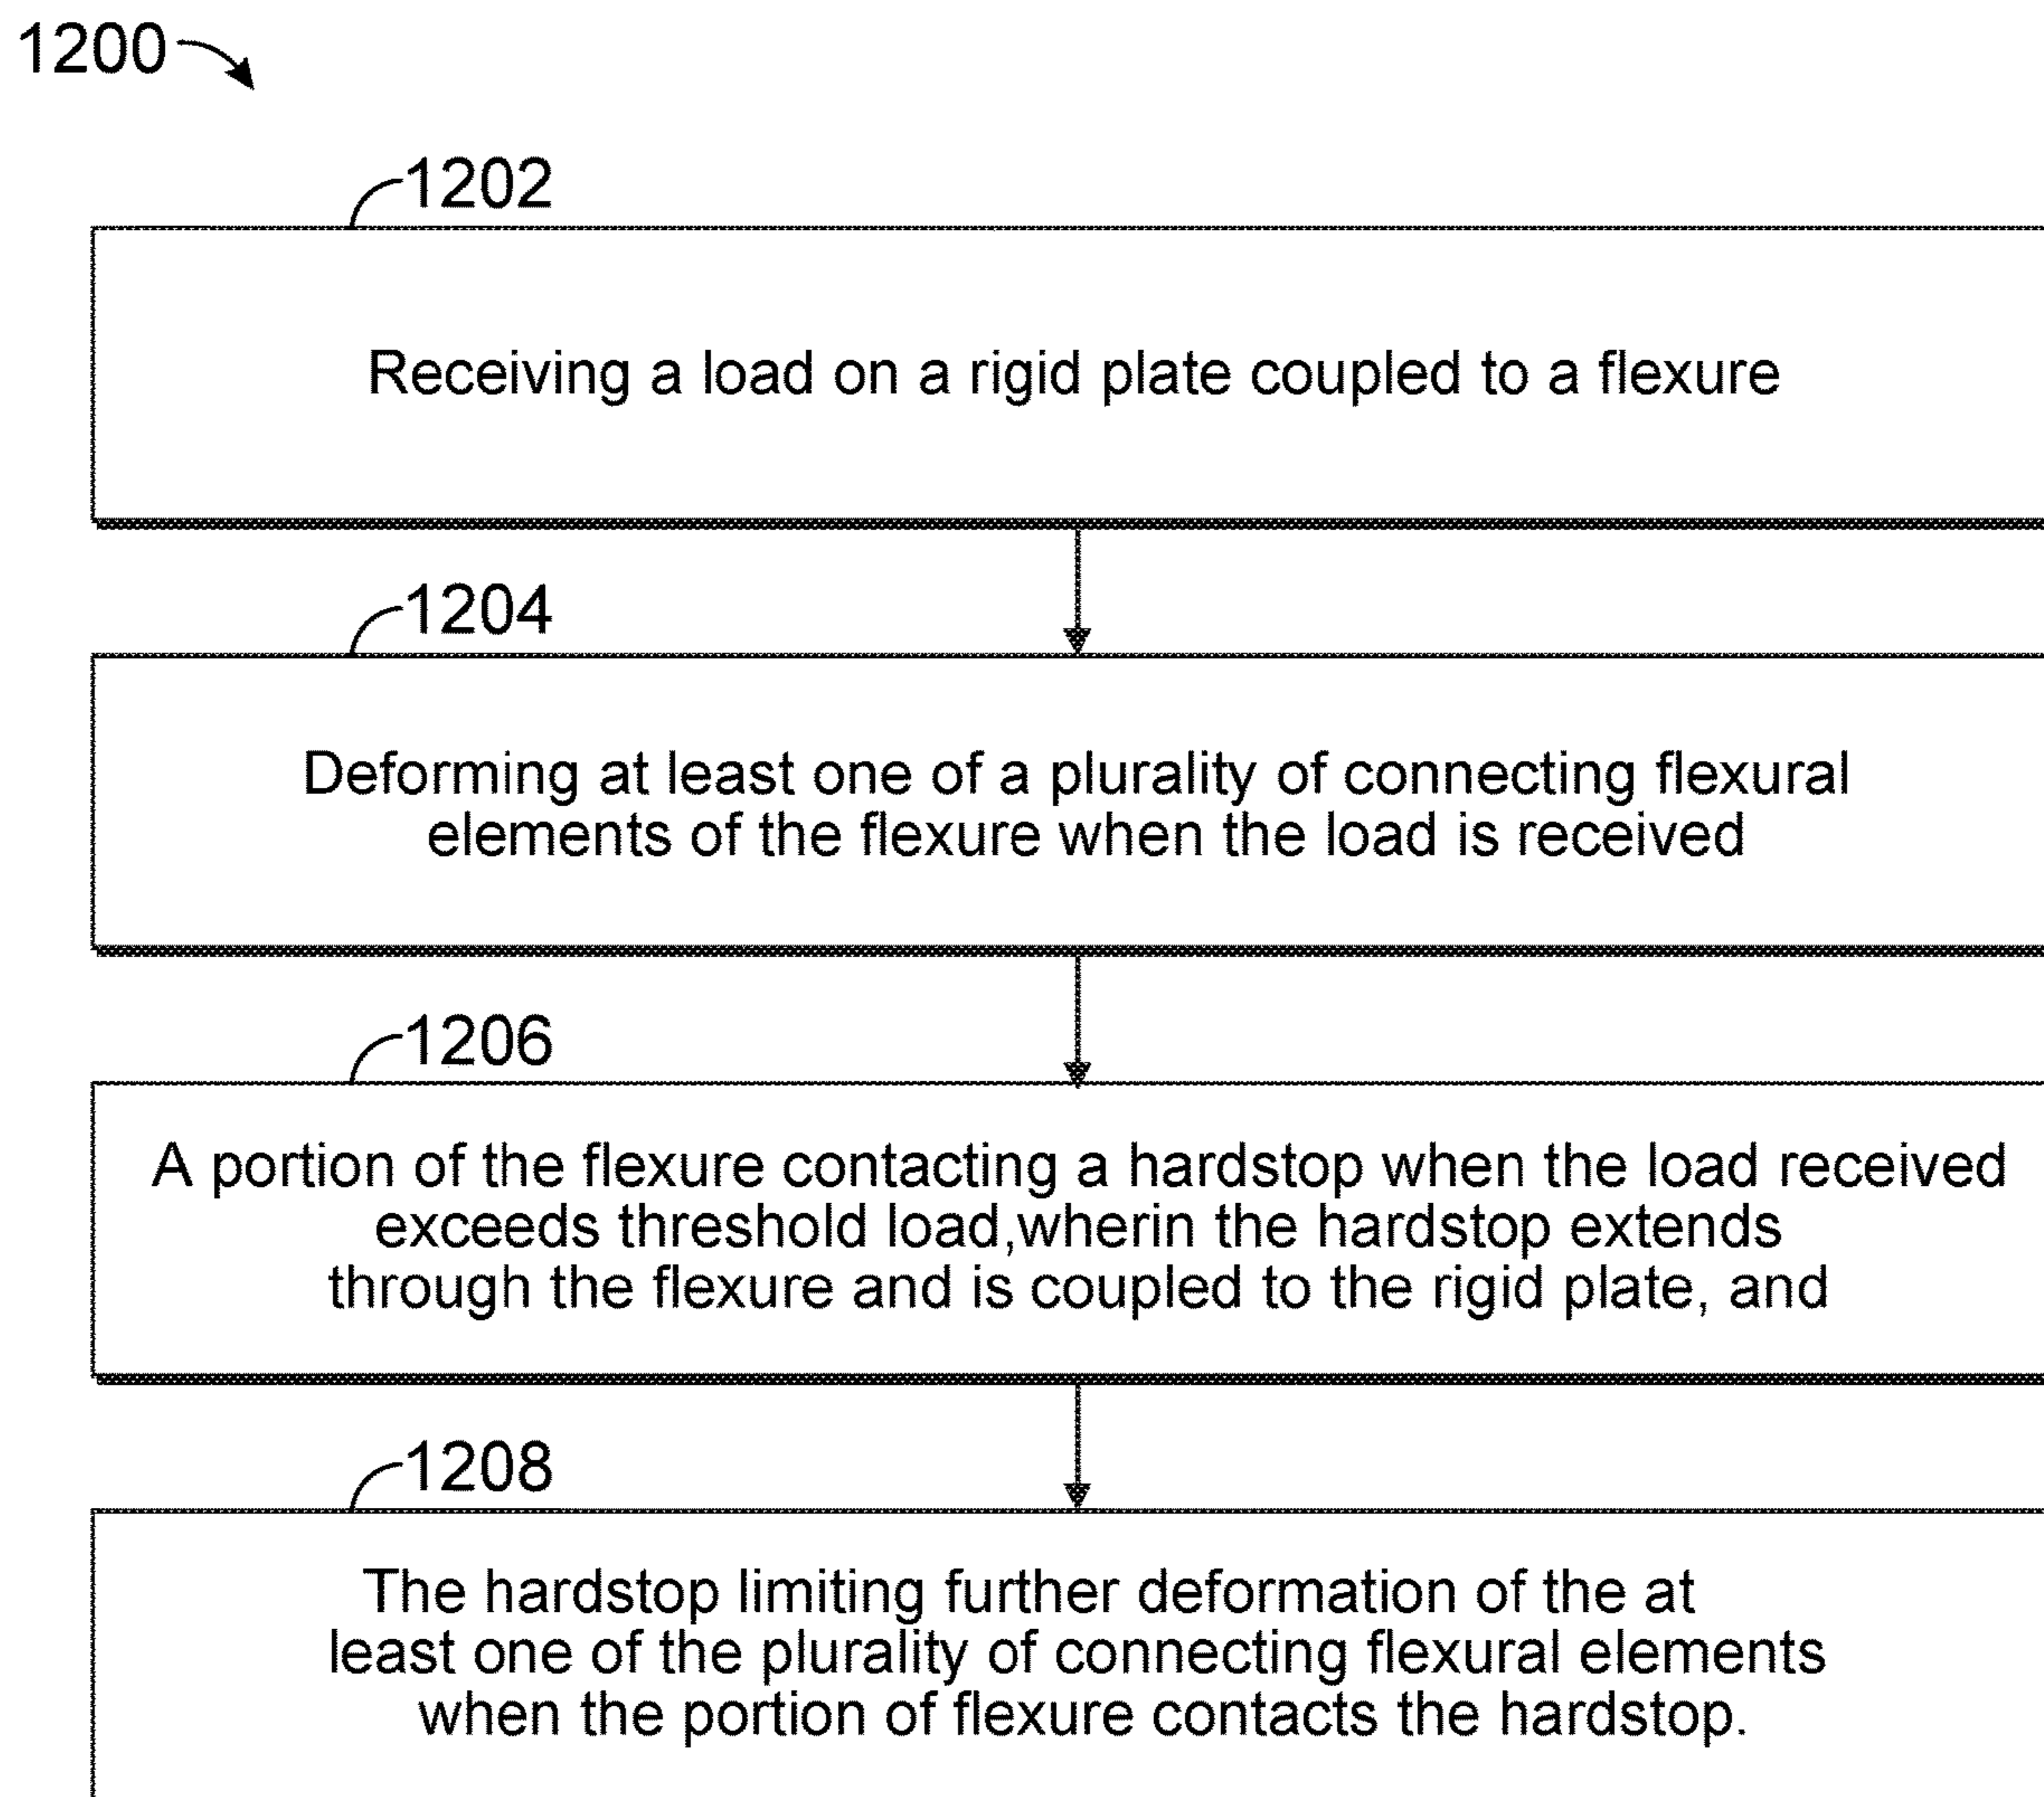 1200
1202
Receiving a load on a rigid plate coupled to a flexure
1204
Deforming at least one of a plurality of connecting flexural
elements of the flexure when the load is received
1206
A portion of the flexure contacting a hardstop when the load received
exceeds threshold load,wherin the hardstop extends
through the flexure and is coupled to the rigid plate, and
1208
The hardstop limiting further deformation of the at
least one of the plurality of connecting flexural elements
when the portion of flexure contacts the hardstop.